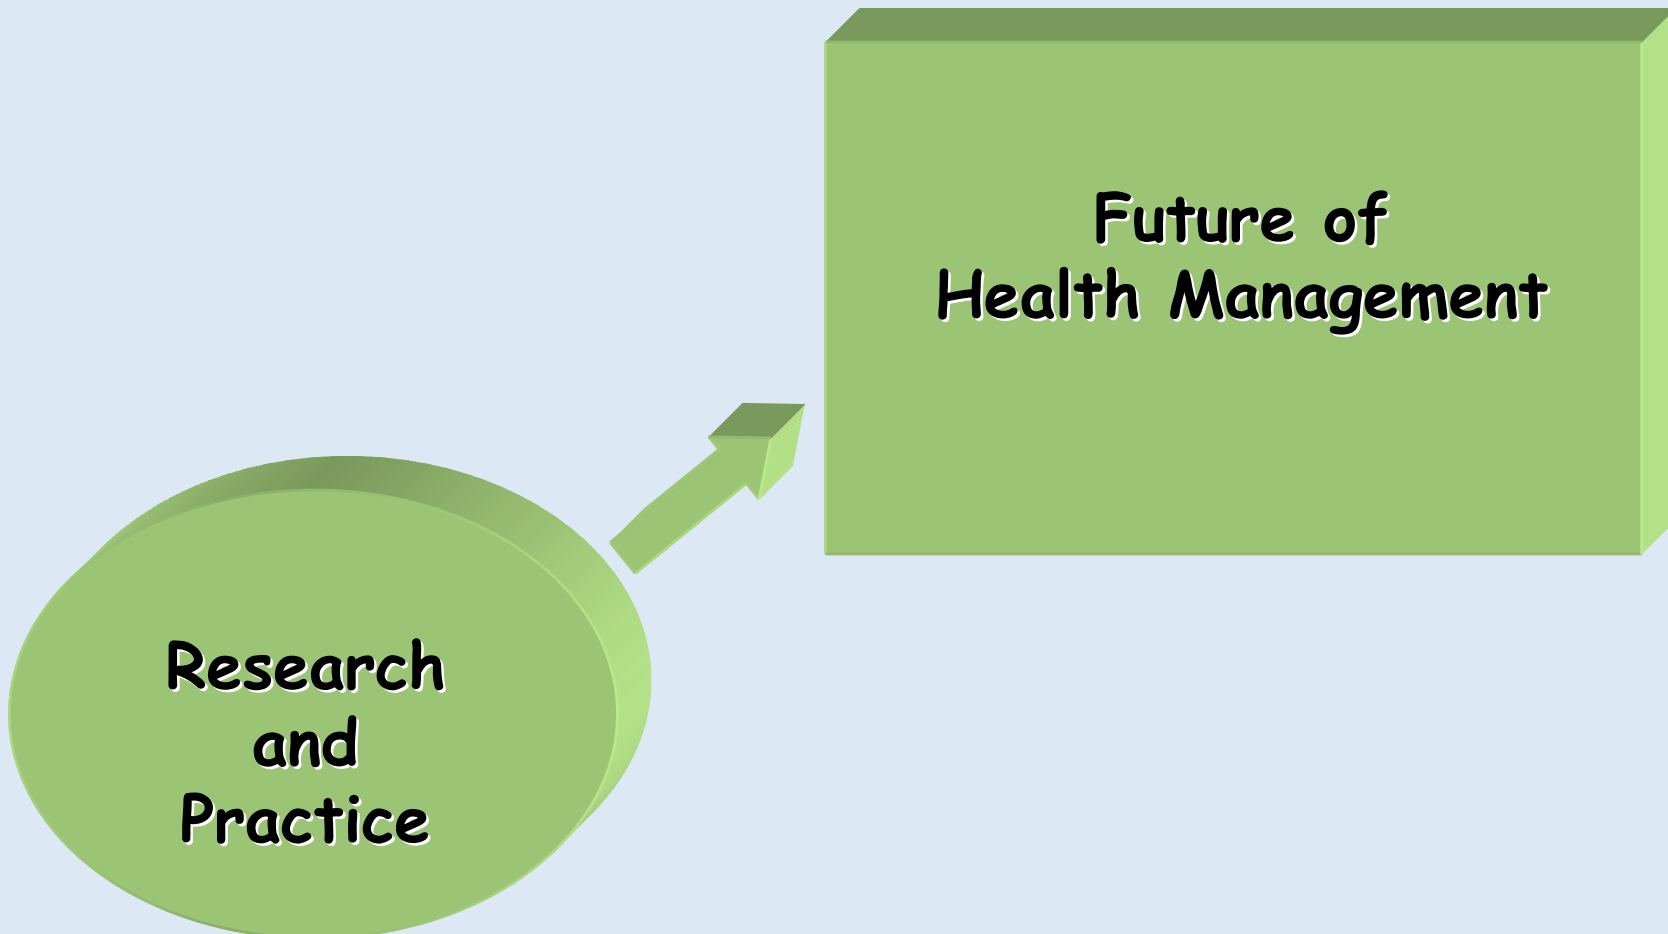 Future of
Health Management
Research
and
Practice